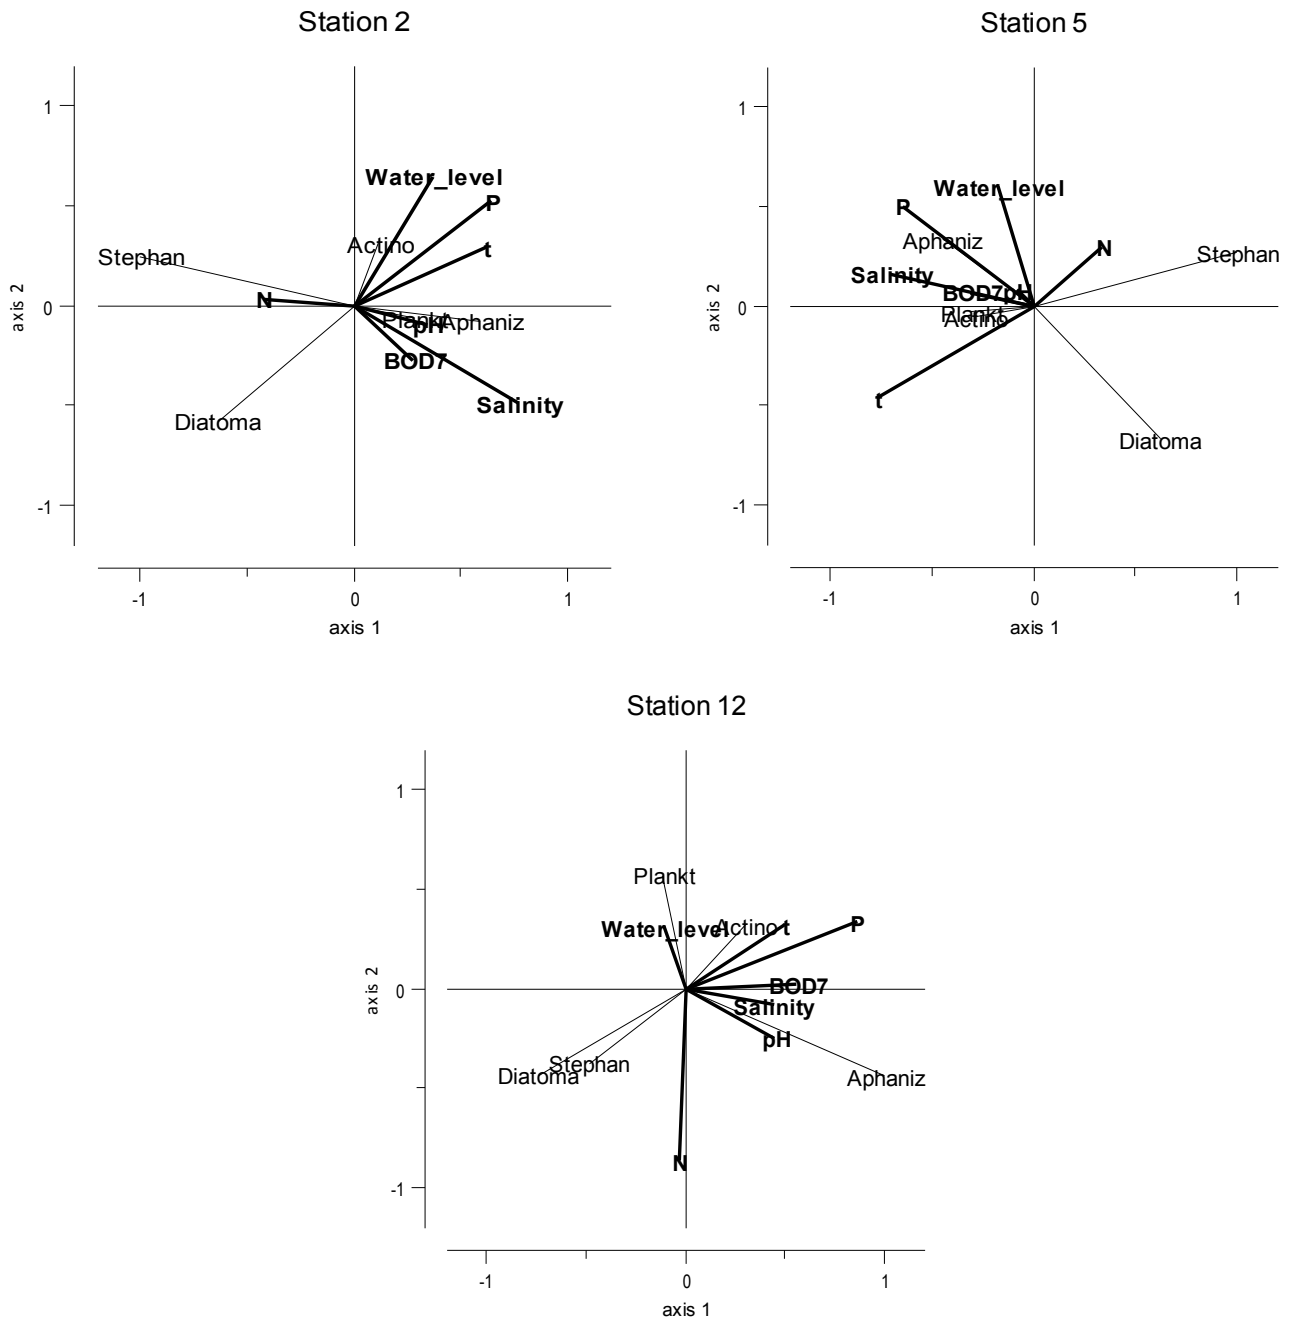 Station 2
1
0
-1
axis 2
Water_level
P
Actino
t
Stephan
N
Plankt
pH
Aphaniz
BOD7
Salinity
Diatoma
-1
0
1
axis 1
Station 5
1
0
-1
axis 2
Water_level
P
Aphaniz
N
Stephan
Salinity
BOD7
pH
Plankt
Actino
t
Diatoma
-1
0
1
axis 1
Station 12
1
0
-1
axis 2
Plankt
Water_level
Actino
t
P
BOD7
Salinity
pH
Stephan
Diatoma
Aphaniz
N
-1
0
1
axis 1